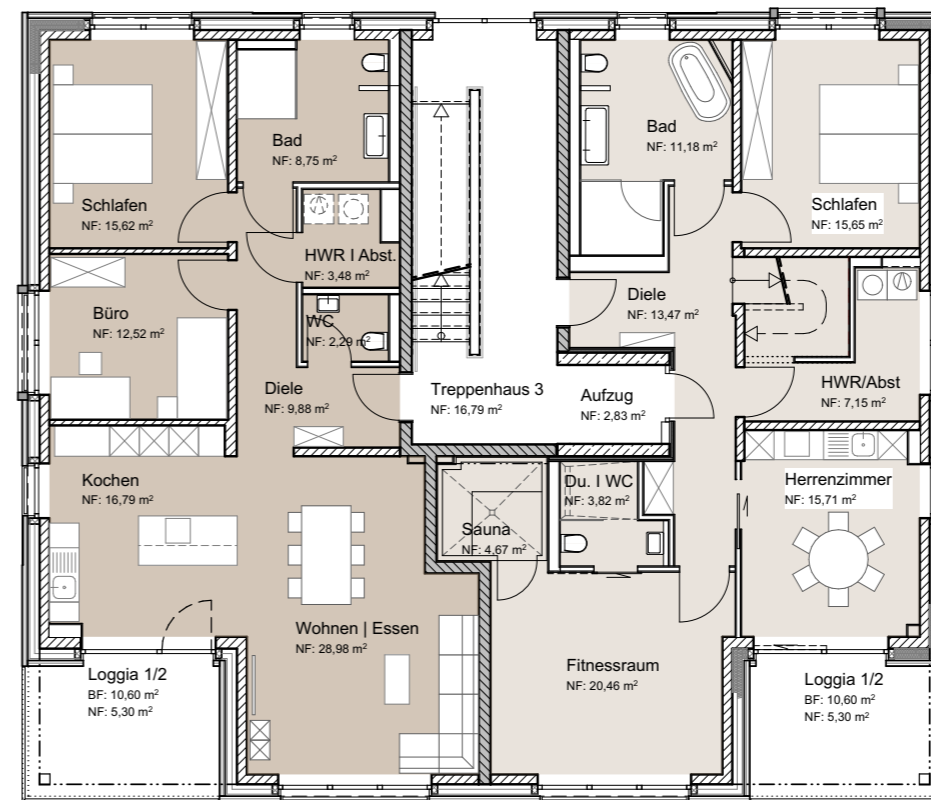 Schlafen
NF: 15,62 m²
Bad
NF: 8,75 m²
Bad
NF: 11,18 m²
Schlafen
NF: 15,65 m²
HWR I Abst.
NF: 3,48 m²
Büro
NF: 12,52 m²
WC
NF: 2,29 m²
Diele
NF: 13,47 m²
Diele
NF: 9,88 m²
Treppenhaus 3
NF: 16,79 m²
Aufzug
NF: 2,83 m²
HWR/Abst
NF: 7,15 m²
Kochen
NF: 16,79 m²
Sauna
NF: 4,67 m²
Du. I WC
NF: 3,82 m²
Herrenzimmer
NF: 15,71 m²
Wohnen | Essen
NF: 28,98 m²
Fitnessraum
NF: 20,46 m²
Loggia 1/2
BF: 10,60 m²
NF: 5,30 m²
Loggia 1/2
BF: 10,60 m²
NF: 5,30 m²